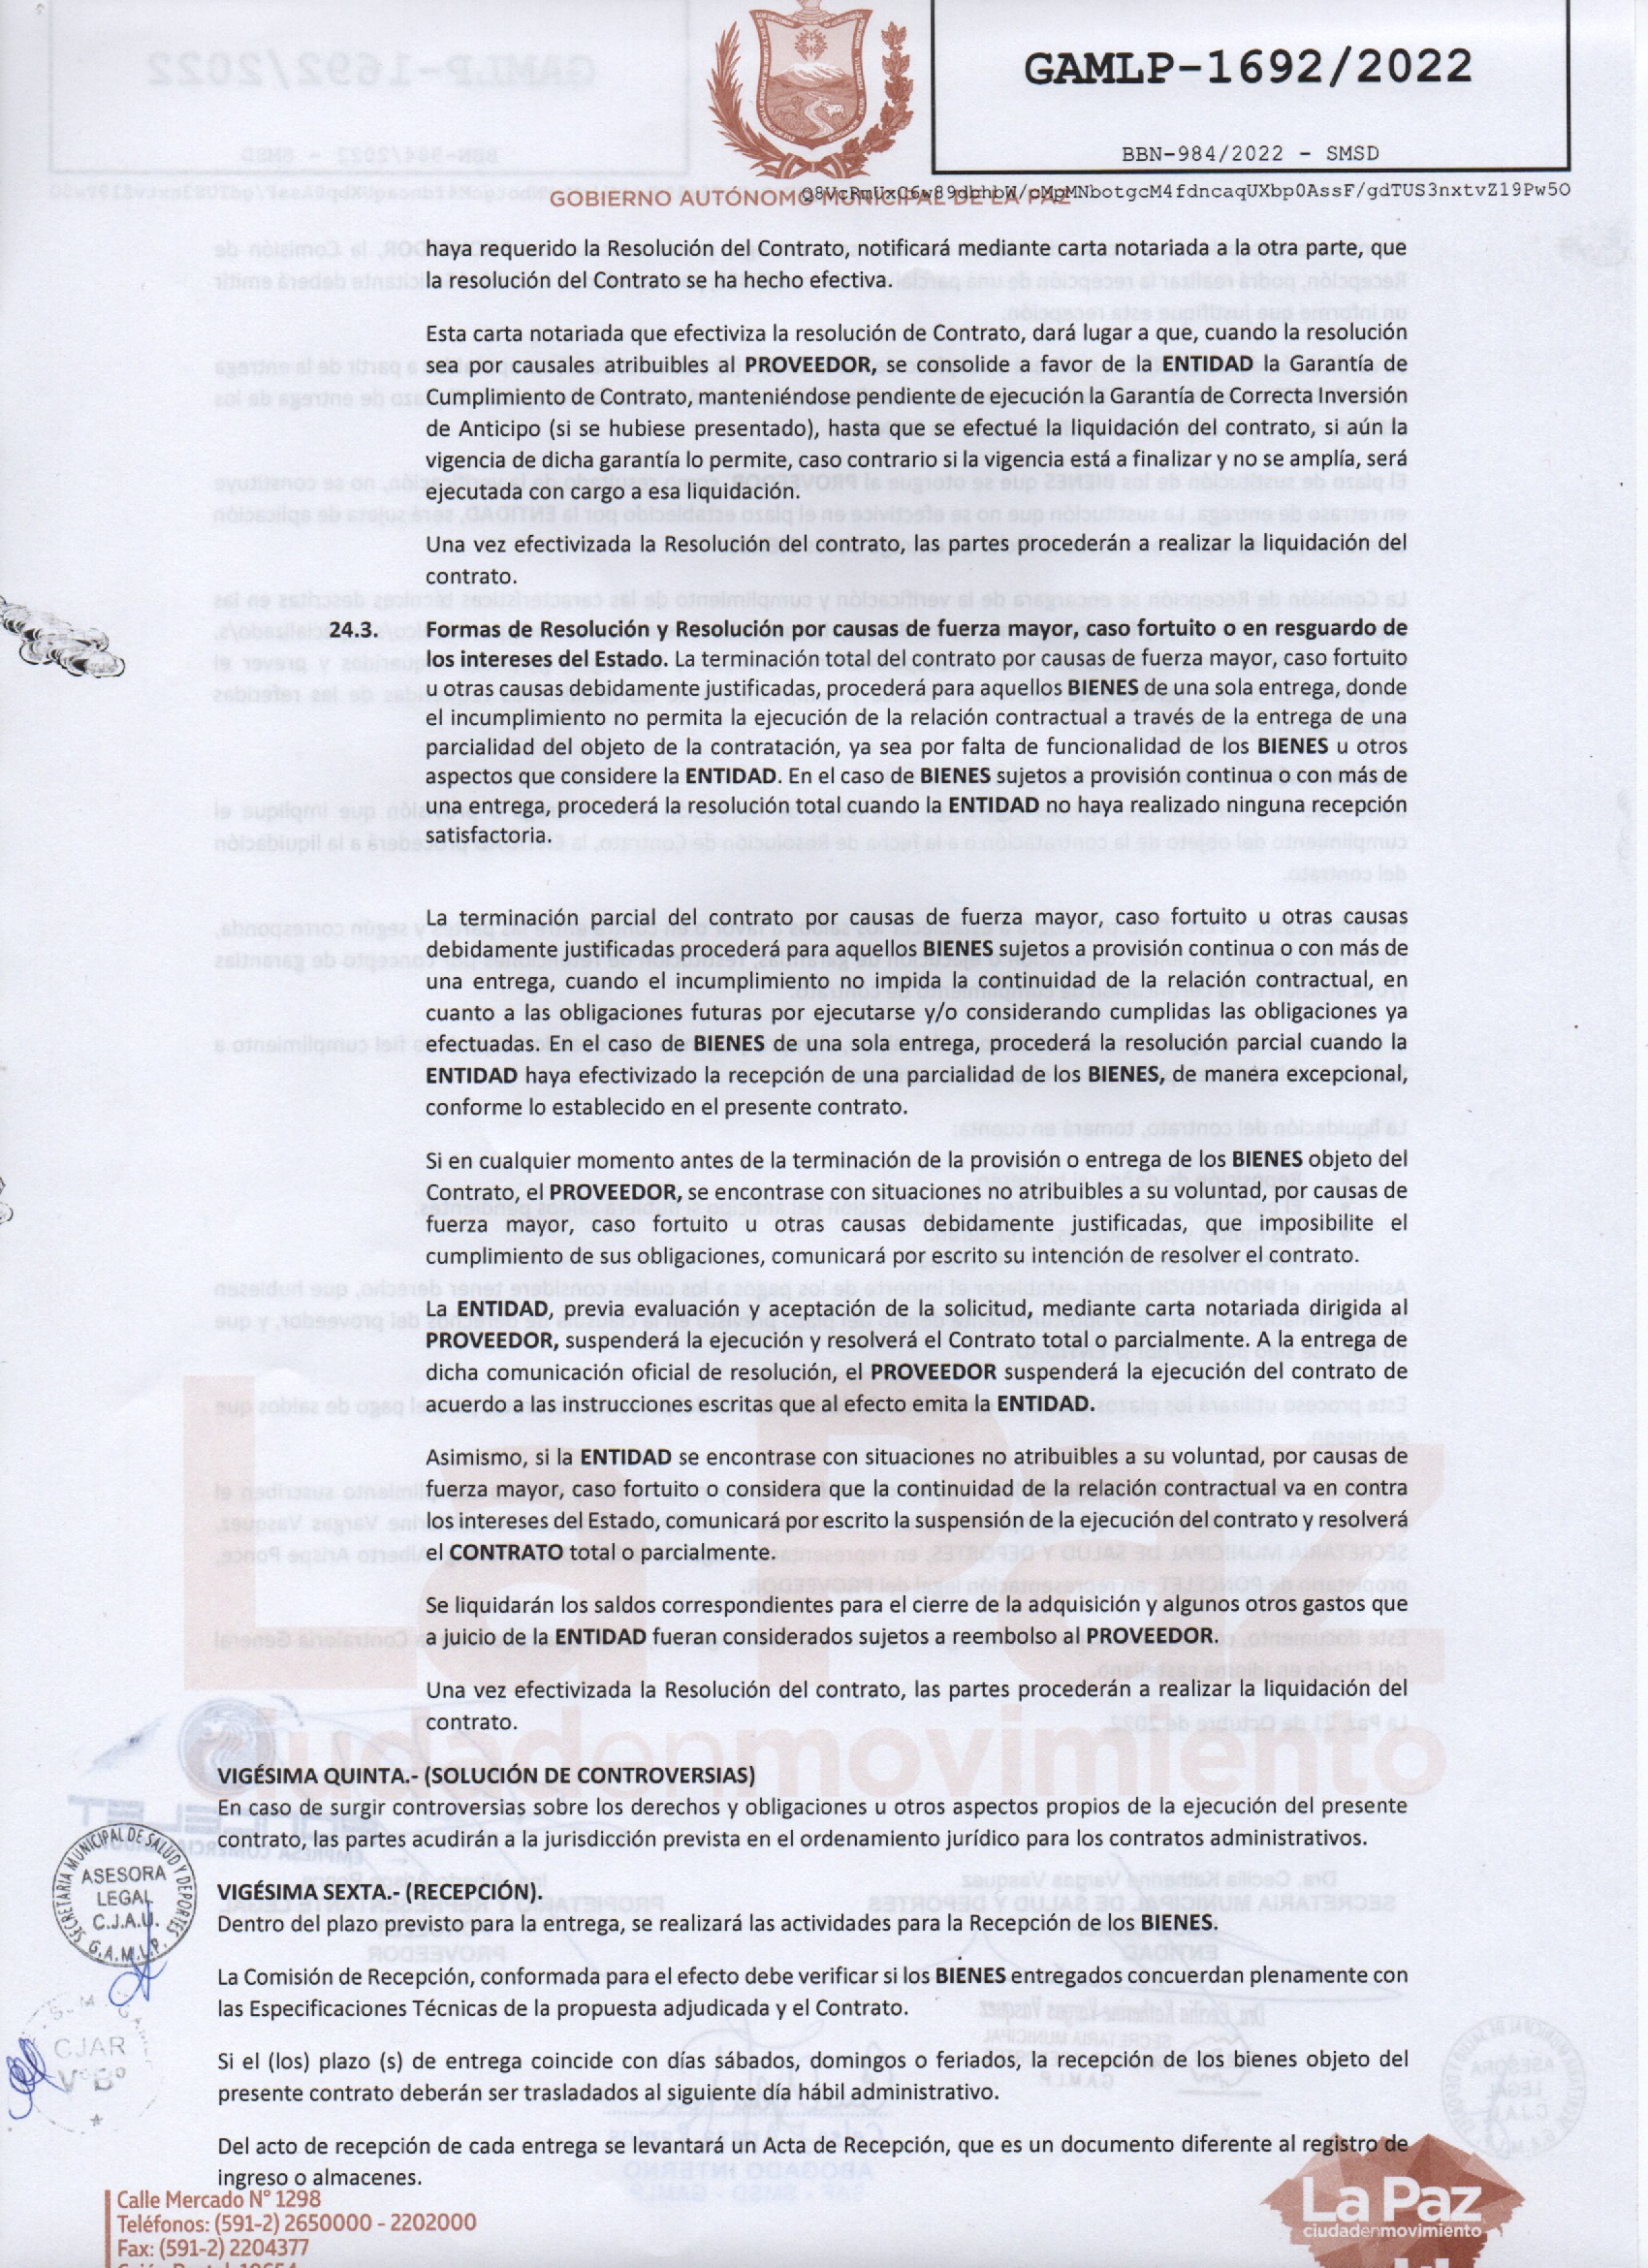 GAMLP-1692/2022
BBN-984/2022 - SMSD
GOBIERNO AUTÓNOMO MUNICIPAL DE LA PAZ
haya requerido la Resolución del Contrato, notificará mediante carta notariada a la otra parte, que
la resolución del Contrato se ha hecho efectiva.
Esta carta notariada que efectiviza la resolución de Contrato, dará lugar a que, cuando la resolución
sea por causales atribuibles al PROVEEDOR, se consolide a favor de la ENTIDAD la Garantía de
Cumplimiento de Contrato, manteniéndose pendiente de ejecución la Garantía de Correcta Inversión
de Anticipo (si se hubiese presentado), hasta que se efectué la liquidación del contrato, si aún la
vigencia de dicha garantía lo permite, caso contrario si la vigencia está a finalizar y no se amplía, será
ejecutada con cargo a esa liquidación.
Una vez efectivizada la Resolución del contrato, las partes procederán a realizar la liquidación del
contrato.
24.3. Formas de Resolución y Resolución por causas de fuerza mayor, caso fortuito o en resguardo de
los intereses del Estado. La terminación total del contrato por causas de fuerza mayor, caso fortuito
u otras causas debidamente justificadas, procederá para aquellos BIENES de una sola entrega, donde
el incumplimiento no permita la ejecución de la relación contractual a través de la entrega de una
parcialidad del objeto de la contratación, ya sea por falta de funcionalidad de los BIENES u otros
aspectos que considere la ENTIDAD. En el caso de BIENES sujetos a provisión continua o con más de
una entrega, procederá la resolución total cuando la ENTIDAD no haya realizado ninguna recepción
satisfactoria.
La terminación parcial del contrato por causas de fuerza mayor, caso fortuito u otras causas
debidamente justificadas procederá para aquellos BIENES sujetos a provisión continua o con más de
una entrega, cuando el incumplimiento no impida la continuidad de la relación contractual, en
cuanto a las obligaciones futuras por ejecutarse y/o considerando cumplidas las obligaciones ya
efectuadas. En el caso de BIENES de una sola entrega, procederá la resolución parcial cuando la
ENTIDAD haya efectivizado la recepción de una parcialidad de los BIENES, de manera excepcional,
conforme lo establecido en el presente contrato.
Si en cualquier momento antes de la terminación de la provisión o entrega de los BIENES objeto del
Contrato, el PROVEEDOR, se encontrase con situaciones no atribuibles a su voluntad, por causas de
fuerza mayor, caso fortuito u otras causas debidamente justificadas, que imposibilite el
cumplimiento de sus obligaciones, comunicará por escrito su intención de resolver el contrato.
La ENTIDAD, previa evaluación y aceptación de la solicitud, mediante carta notariada dirigida al
PROVEEDOR, suspenderá la ejecución y resolverá el Contrato total o parcialmente. A la entrega de
dicha comunicación oficial de resolución, el PROVEEDOR suspenderá la ejecución del contrato de
acuerdo a las instrucciones escritas que al efecto emita la ENTIDAD.
Asimismo, si la ENTIDAD se encontrase con situaciones no atribuibles a su voluntad, por causas de
fuerza mayor, caso fortuito o considera que la continuidad de la relación contractual va en contra
los intereses del Estado, comunicará por escrito la suspensión de la ejecución del contrato y resolverá
el CONTRATO total o parcialmente.
Se liquidarán los saldos correspondientes para el cierre de la adquisición y algunos otros gastos que
a juicio de la ENTIDAD fueran considerados sujetos a reembolso al PROVEEDOR.
Una vez efectivizada la Resolución del contrato, las partes procederán a realizar la liquidación del
contrato.
LaPaz
ciudadenmovimiento
VIGÉSIMA QUINTA.- (SOLUCIÓN DE CONTROVERSIAS)
En caso de surgir controversias sobre los derechos y obligaciones u otros aspectos propios de la ejecución del presente
contrato, las partes acudirán a la jurisdicción prevista en el ordenamiento jurídico para los contratos administrativos.
VIGÉSIMA SEXTA.- (RECEPCIÓN).
Dentro del plazo previsto para la entrega, se realizará las actividades para la Recepción de los BIENES.
La Comisión de Recepción, conformada para el efecto debe verificar si los BIENES entregados concuerdan plenamente con
las Especificaciones Técnicas de la propuesta adjudicada y el Contrato.
Si el (los) plazo (s) de entrega coincide con días sábados, domingos o feriados, la recepción de los bienes objeto del
presente contrato deberán ser trasladados al siguiente día hábil administrativo.
Del acto de recepción de cada entrega se levantará un Acta de Recepción, que es un documento diferente al registro de
ingreso o almacenes.
SECRETARIA MUNICIPAL DE SALUD Y DEPORTES
ASESORA
LEGAL
C.J.A.U.
G.A.M.L.P.
CJAR
VºBº
Calle Mercado N° 1298
Teléfonos: (591-2) 2650000 - 2202000
Fax: (591-2) 2204377
La Paz
ciudadenmovimiento